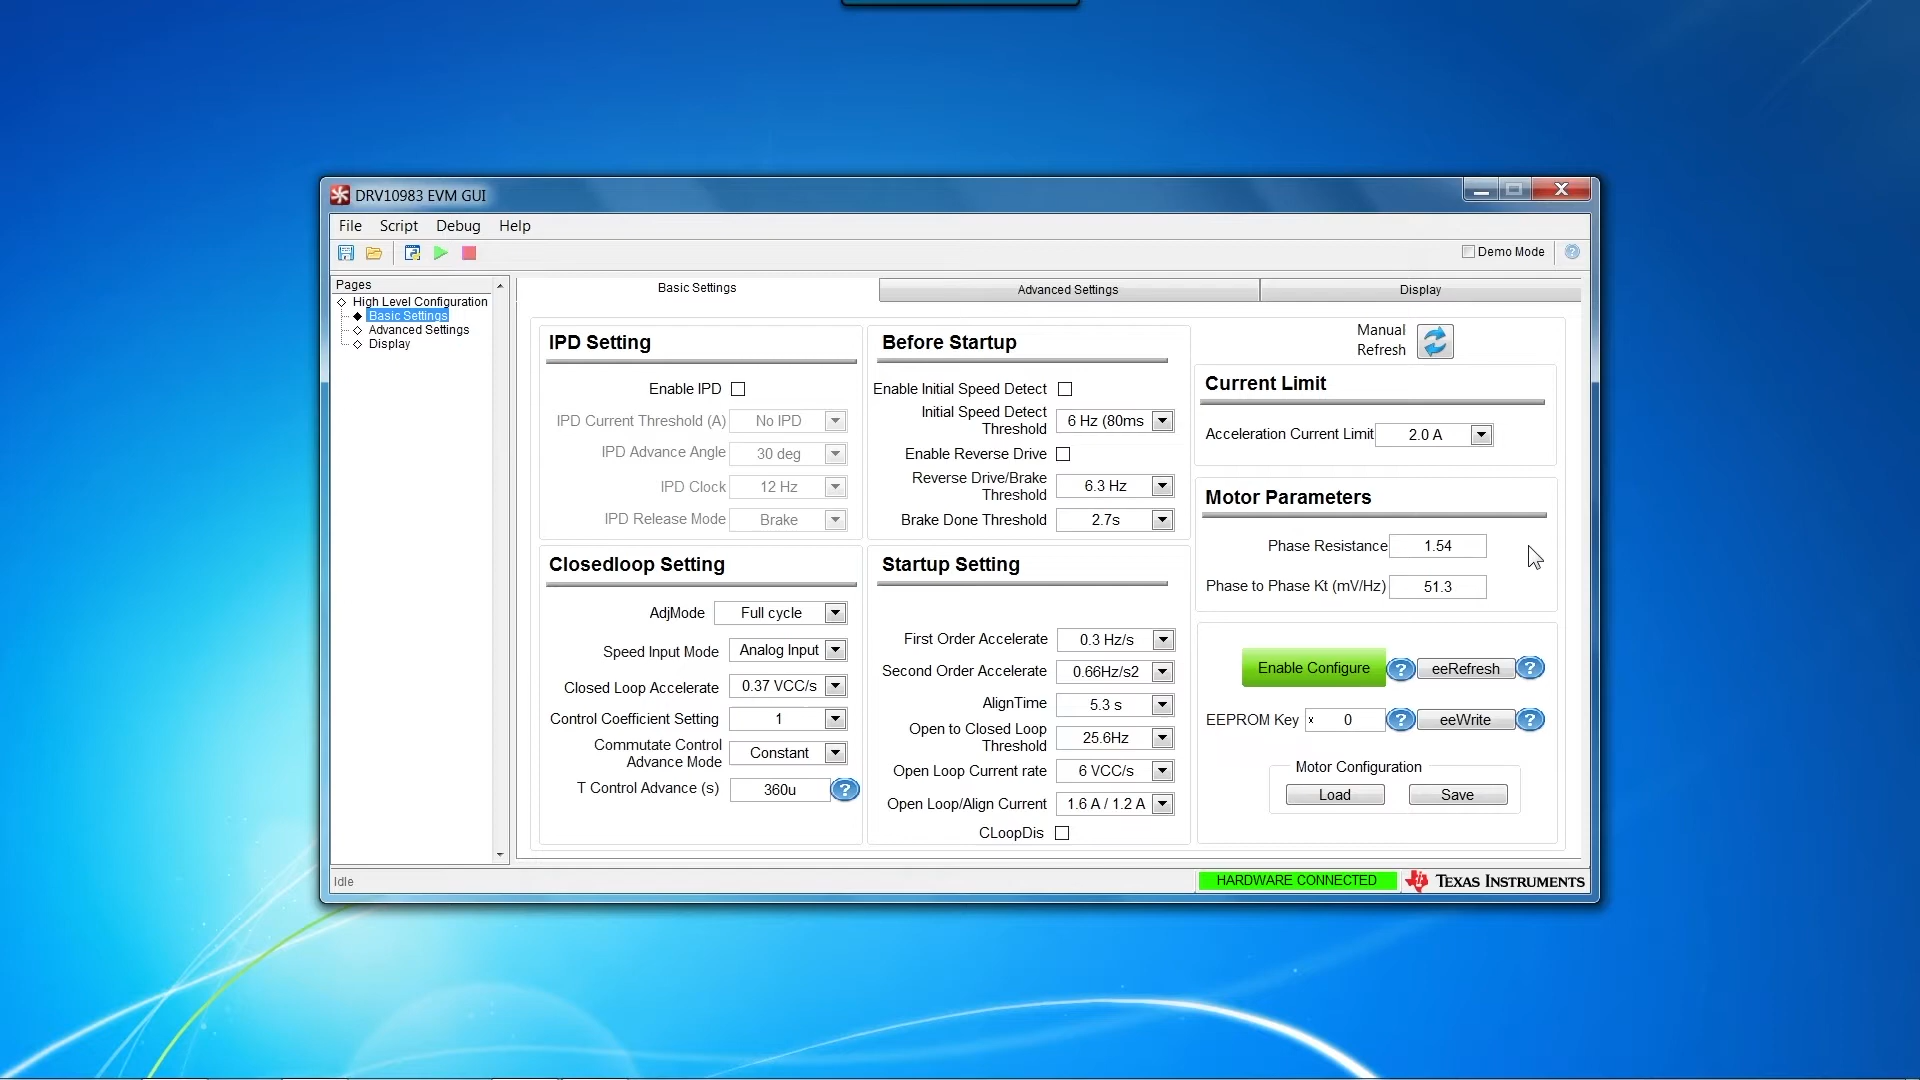 DRV10983 EVM GUI
File Script Debug Help
Demo Mode
Pages
High Level Configuration
Basic Settings
Advanced Settings
Display
Basic Settings
Advanced Settings
Display
IPD Setting
Enable IPD
IPD Current Threshold (A) No IPD
IPD Advance Angle 30 deg
IPD Clock 12 Hz
IPD Release Mode Brake
Before Startup
Enable Initial Speed Detect
Initial Speed Detect
Threshold 6 Hz (80ms
Enable Reverse Drive
Reverse Drive/Brake
Threshold 6.3 Hz
Brake Done Threshold 2.7s
Manual
Refresh
Current Limit
Acceleration Current Limit 2.0 A
Motor Parameters
Phase Resistance 1.54
Phase to Phase Kt (mV/Hz) 51.3
Closedloop Setting
AdjMode Full cycle
Speed Input Mode Analog Input
Closed Loop Accelerate 0.37 VCC/s
Control Coefficient Setting 1
Commutate Control
Advance Mode Constant
T Control Advance (s) 360u ?
Startup Setting
First Order Accelerate 0.3 Hz/s
Second Order Accelerate 0.66Hz/s2
AlignTime 5.3 s
Open to Closed Loop
Threshold 25.6Hz
Open Loop Current rate 6 VCC/s
Open Loop/Align Current 1.6 A / 1.2 A
CLoopDis
Enable Configure ? eeRefresh ?
EEPROM Key x 0 ? eeWrite ?
Motor Configuration
Load Save
Idle
HARDWARE CONNECTED
TEXAS INSTRUMENTS